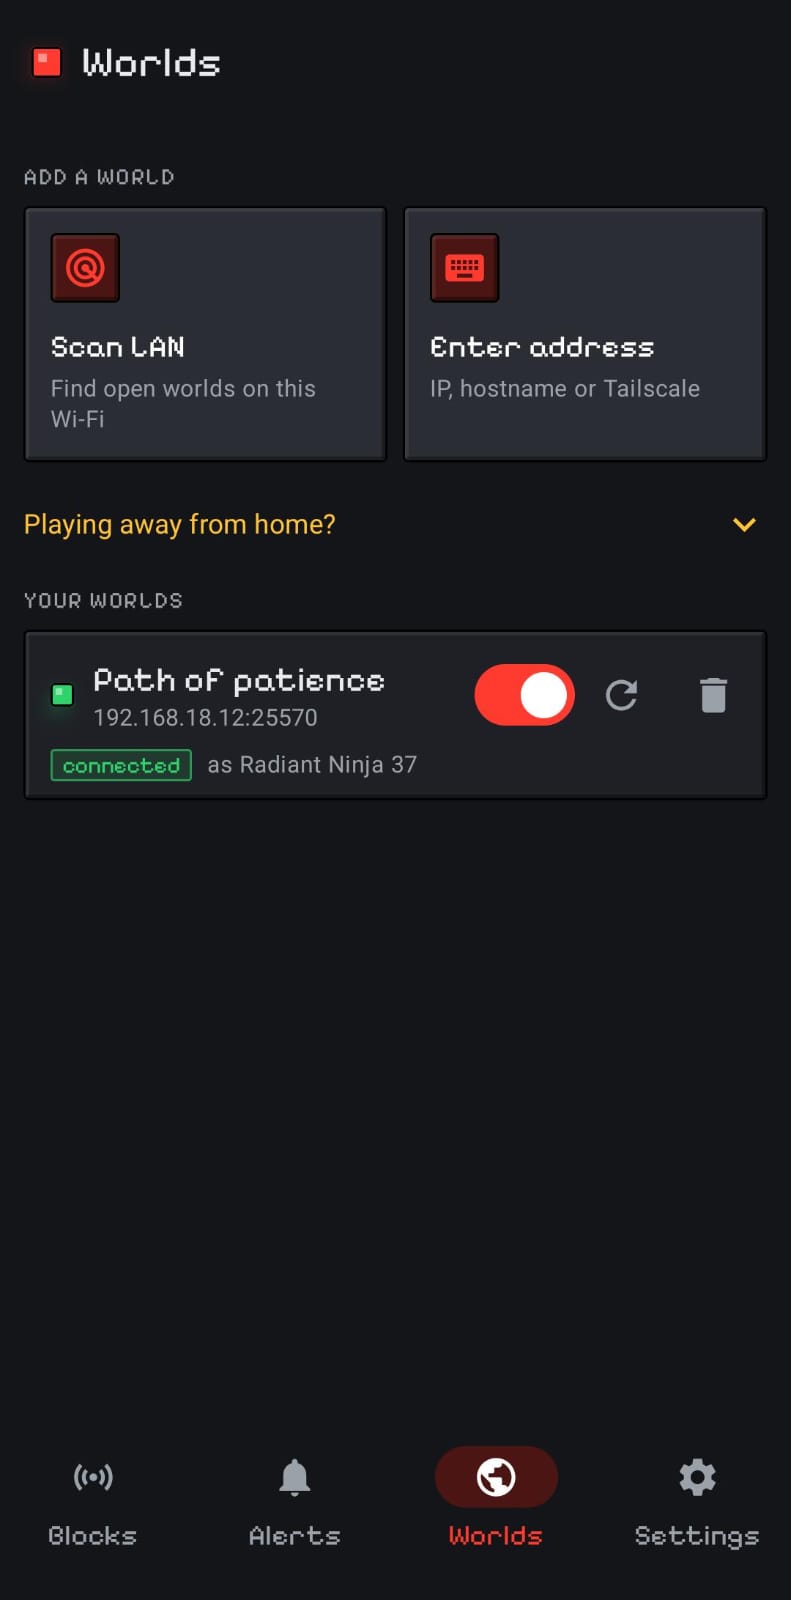 Worlds
ADD A WORLD
Scan LAN
Find open worlds on this
Wi-Fi
Enter address
IP, hostname or Tailscale
Playing away from home?
YOUR WORLDS
Path of patience
192.168.18.12:25570
connected as Radiant Ninja 37
Blocks
Alerts
Worlds
Settings